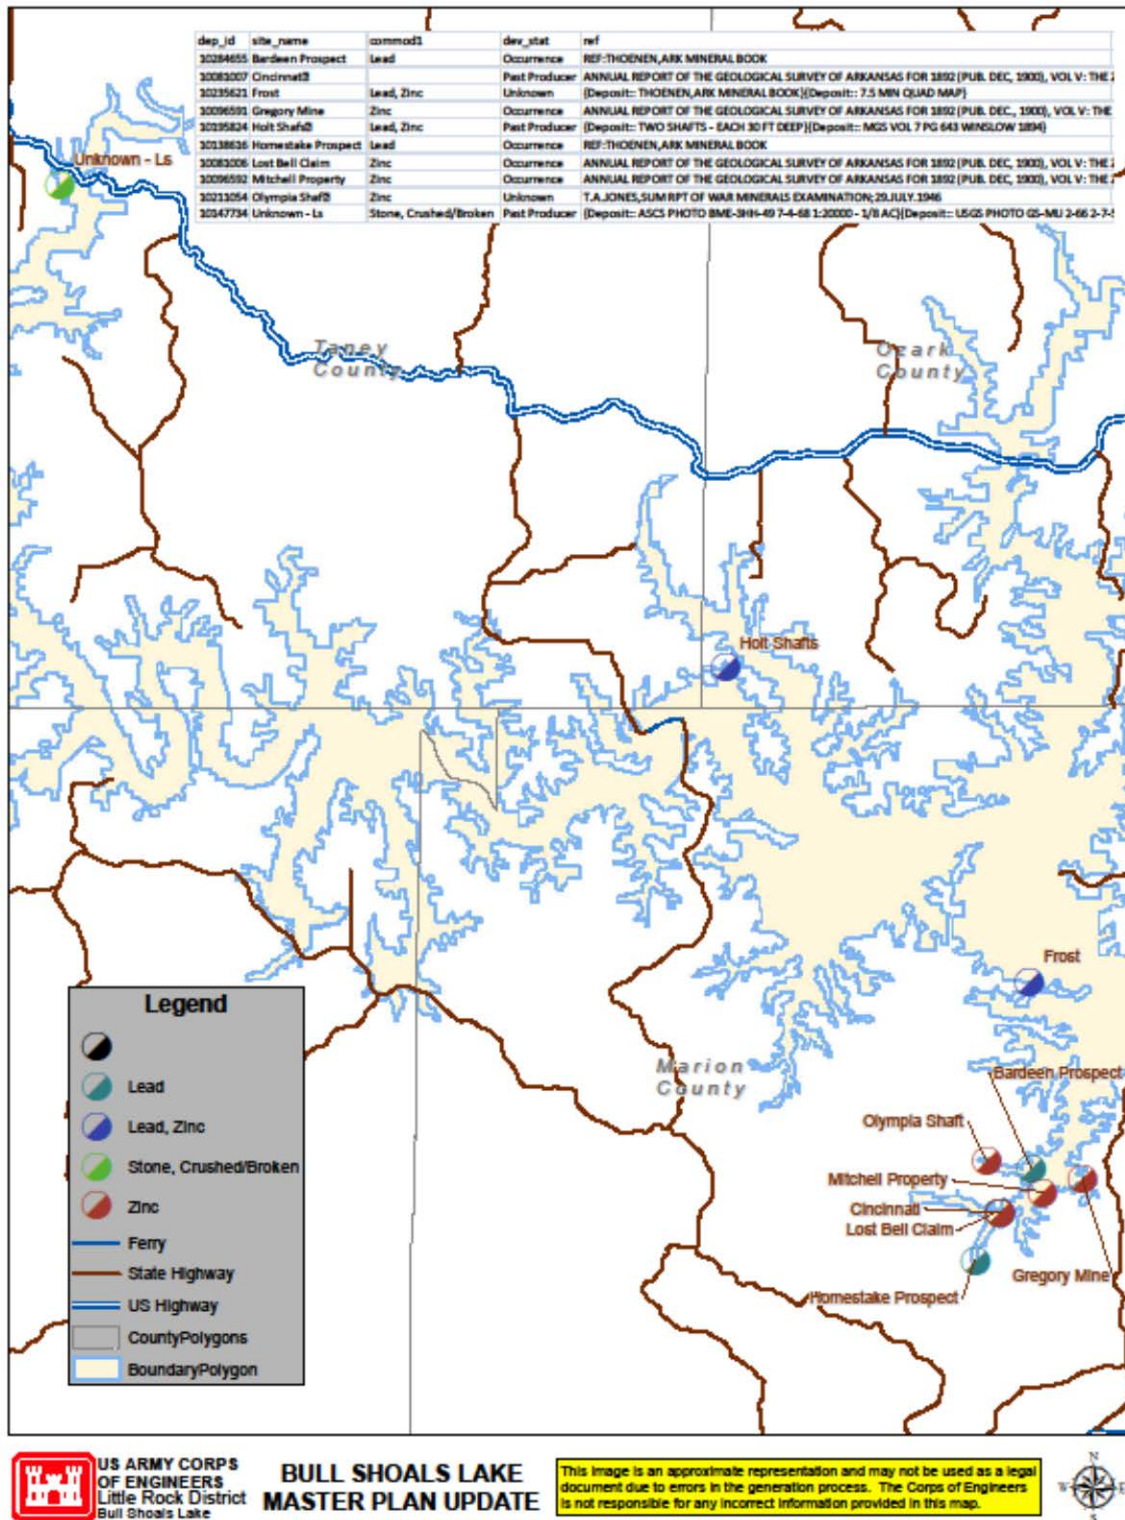 dep_id site_name commod1 dev_stat ref
10284655 Bardeen Prospect Lead Occurrence REF:THOENEN,ARK MINERAL BOOK
10081007 Cincinnati Past Producer ANNUAL REPORT OF THE GEOLOGICAL SURVEY OF ARKANSAS FOR 1892 (PUB. DEC, 1900), VOL V: THE
10235621 Frost Lead, Zinc Unknown (Deposit:: THOENEN,ARK MINERAL BOOK)(Deposit:: 7.5 MIN QUAD MAP)
10096591 Gregory Mine Zinc Occurrence ANNUAL REPORT OF THE GEOLOGICAL SURVEY OF ARKANSAS FOR 1892 (PUB. DEC., 1900), VOL V: THE
10195824 Holt Shaft Lead, Zinc Past Producer (Deposit:: TWO SHAFTS - EACH 30 FT DEEP)(Deposit:: MGS VOL 7 PG 643 WINSLOW 1894)
10138616 Homestake Prospect Lead Occurrence REF:THOENEN,ARK MINERAL BOOK
10081006 Lost Bell Claim Zinc Occurrence ANNUAL REPORT OF THE GEOLOGICAL SURVEY OF ARKANSAS FOR 1892 (PUB. DEC, 1900), VOL V: THE
10096592 Mitchell Property Zinc Occurrence ANNUAL REPORT OF THE GEOLOGICAL SURVEY OF ARKANSAS FOR 1892 (PUB. DEC, 1900), VOL V: THE
10211054 Olympia Shaft Zinc Unknown T.A.JONES,SUM RPT OF WAR MINERALS EXAMINATION; 29.JULY.1946
10147734 Unknown - Ls Stone, Crushed/Broken Past Producer (Deposit:: ASCS PHOTO BME-3HH-49 7-4-68 1:20000 - 1/8 AC)(Deposit:: USGS PHOTO GS-MU 2-66 2-7-5
Unknown - Ls
Taney
County
Ozark
County
Holt Shafts
Frost
Marion
County
Bardeen Prospect
Olympia Shaft
Mitchell Property
Cincinnati
Lost Bell Claim
Gregory Mine
Homestake Prospect
Legend
Lead
Lead, Zinc
Stone, Crushed/Broken
Zinc
Ferry
State Highway
US Highway
CountyPolygons
BoundaryPolygon
US ARMY CORPS
OF ENGINEERS
Little Rock District
Bull Shoals Lake
BULL SHOALS LAKE
MASTER PLAN UPDATE
This image is an approximate representation and may not be used as a legal
document due to errors in the generation process. The Corps of Engineers
is not responsible for any incorrect information provided in this map.
N
W E
S